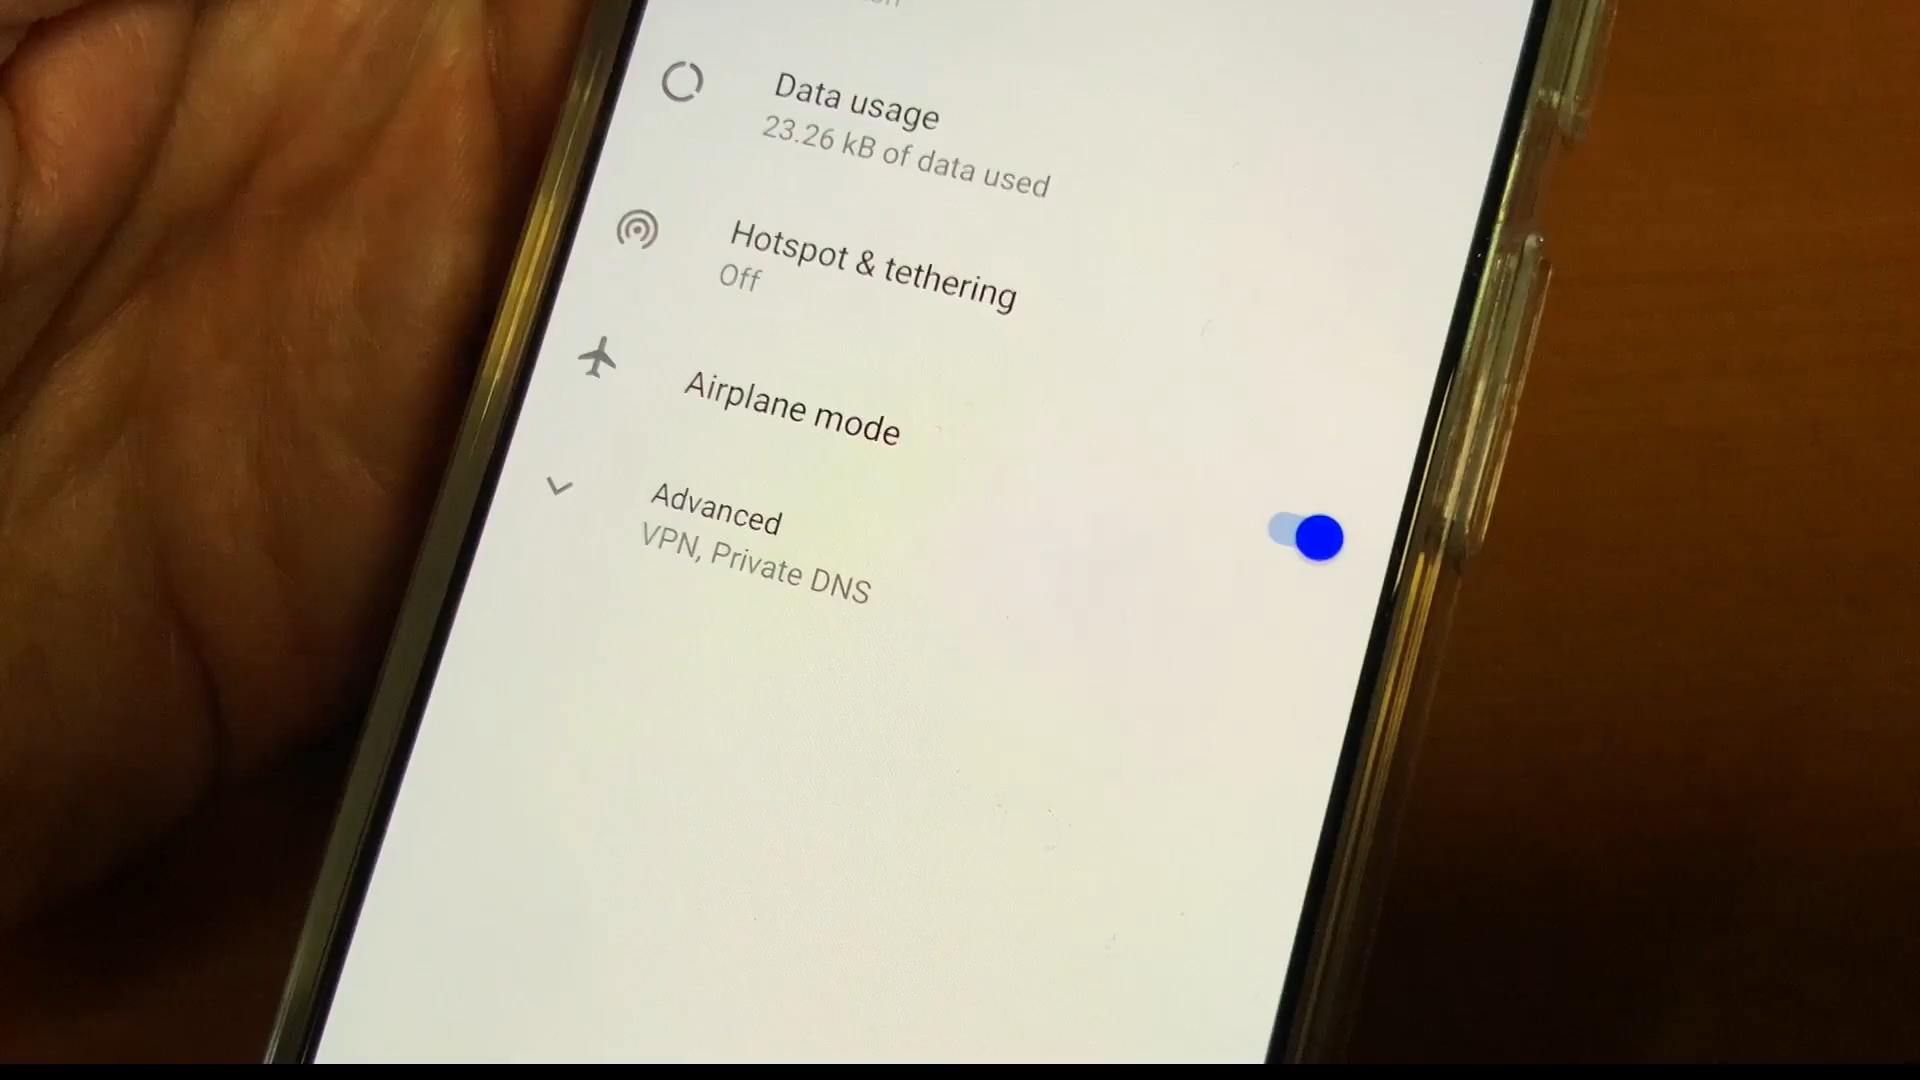 Data usage
23.26 kB of data used
Hotspot & tethering
Off
Airplane mode
Advanced
VPN, Private DNS